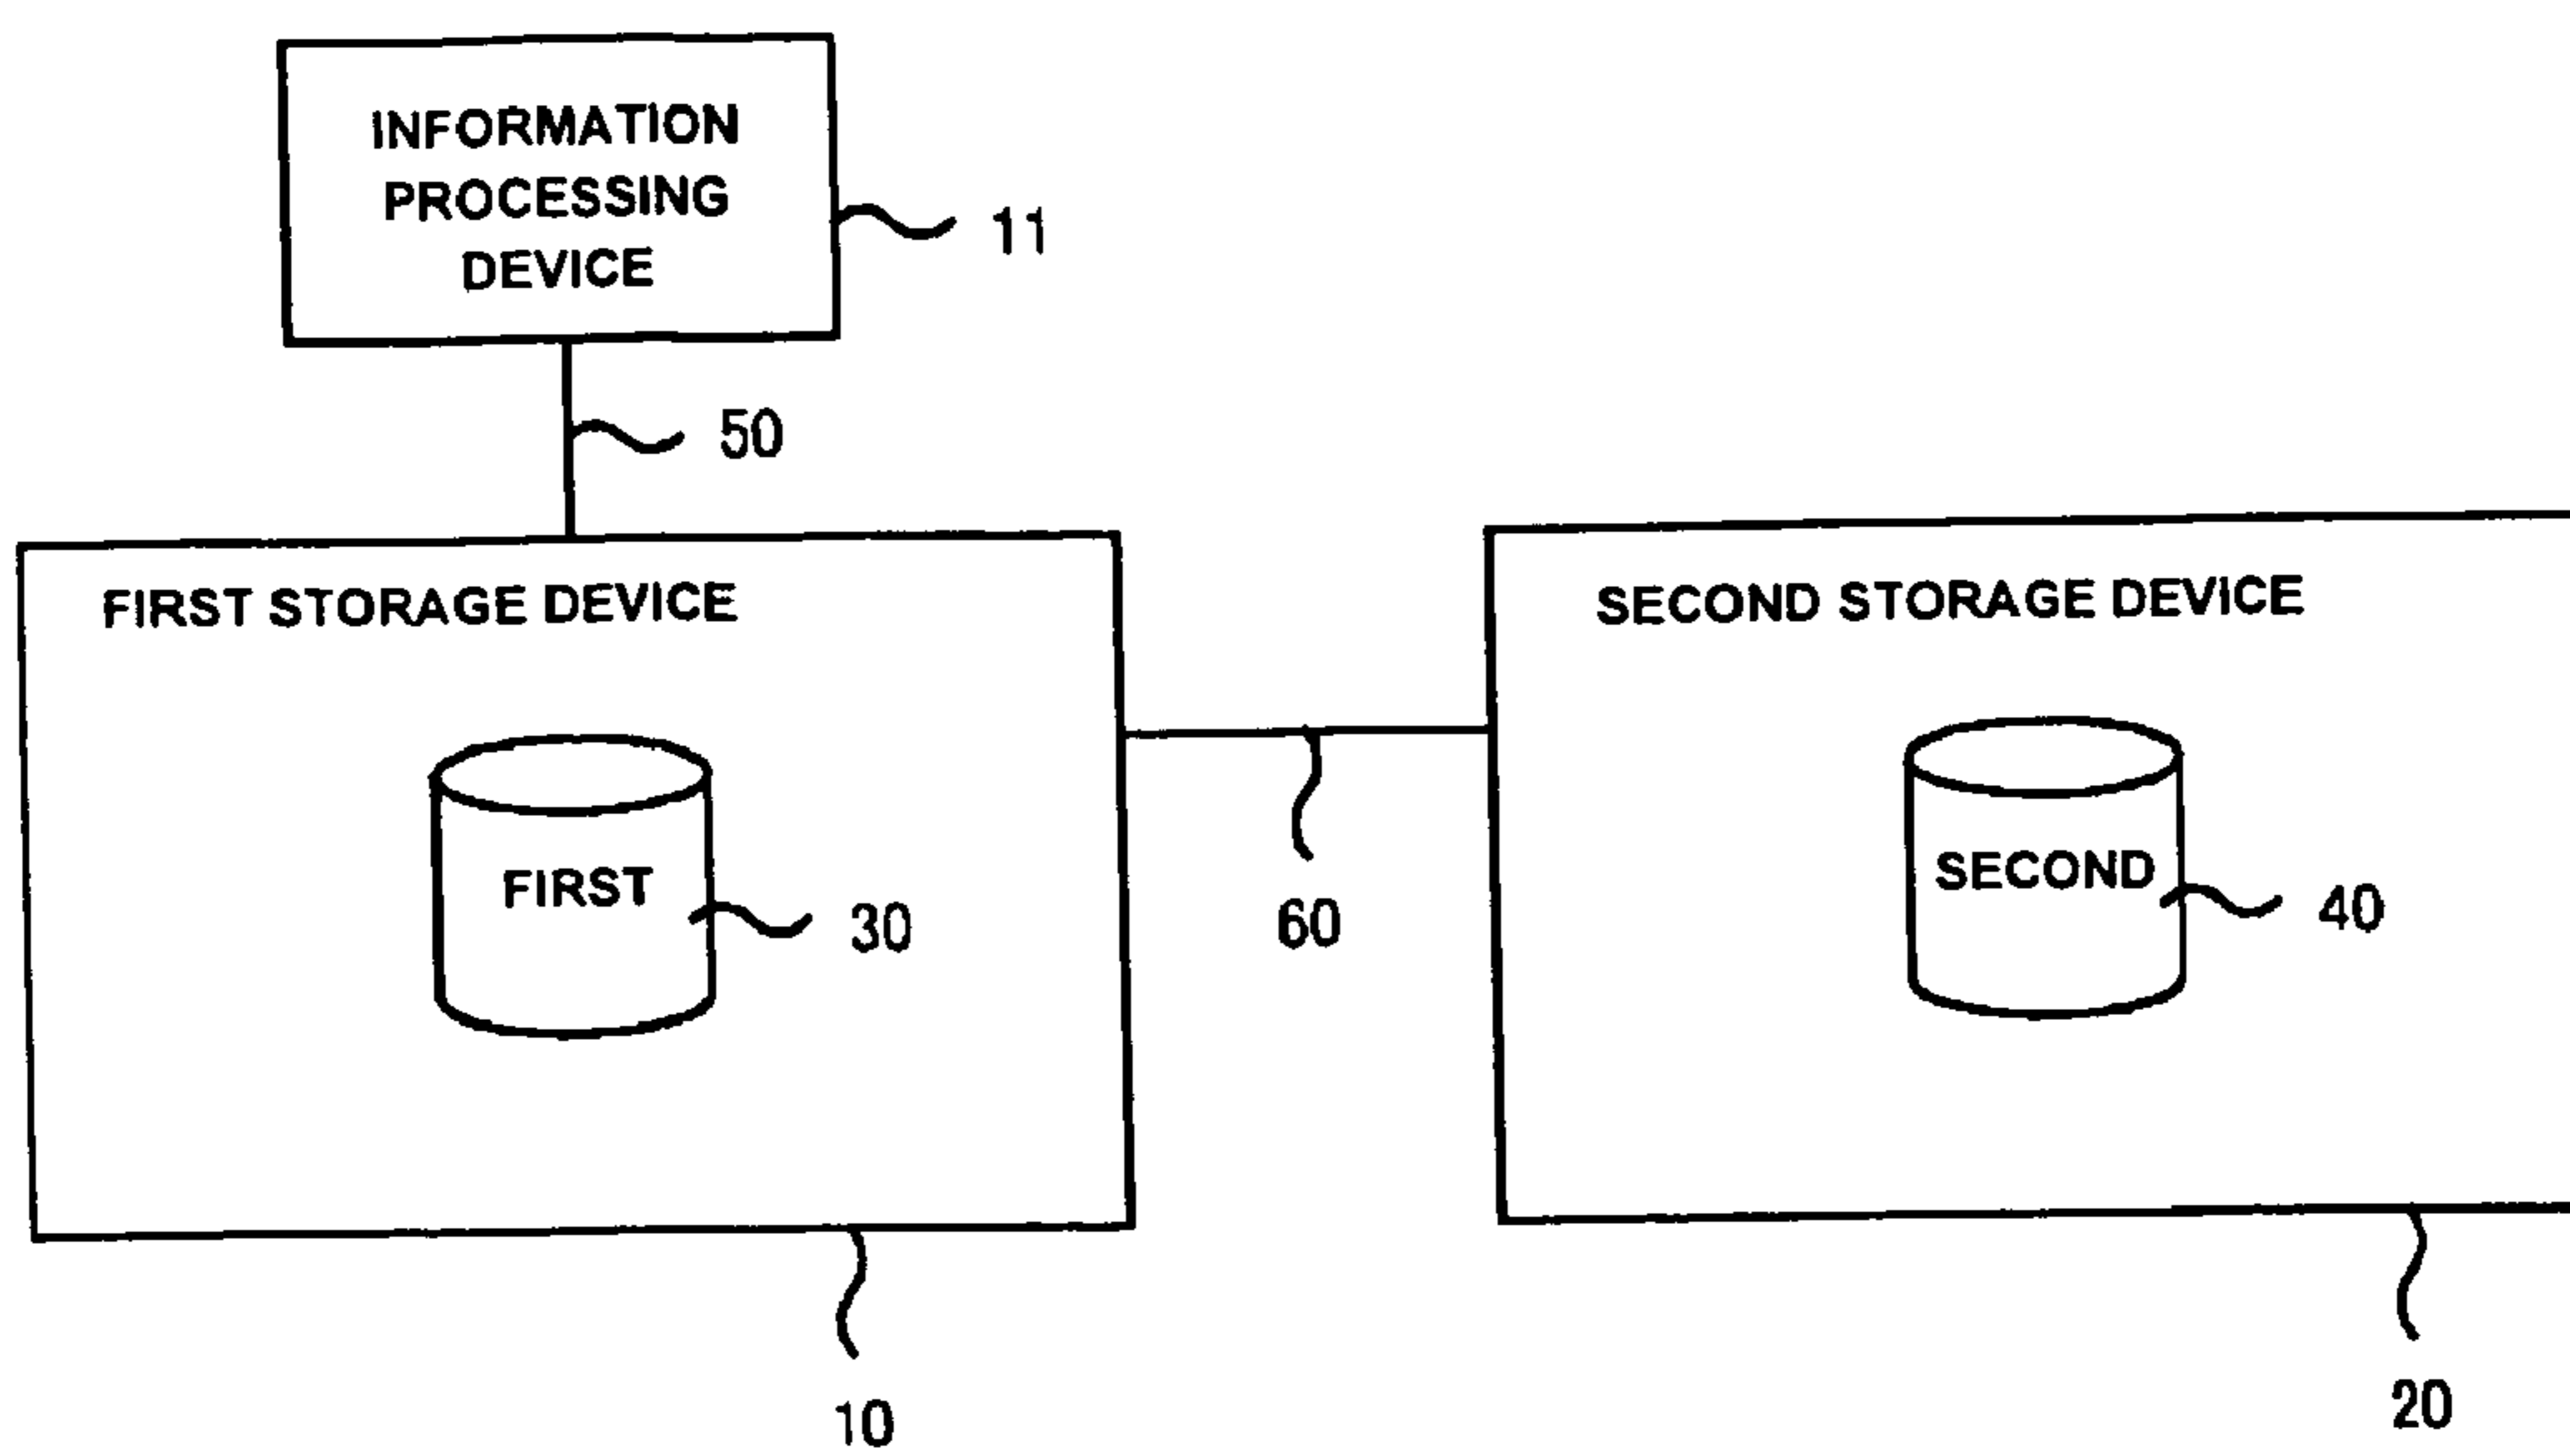 INFORMATION
PROCESSING
DEVICE
11
50
FIRST STORAGE DEVICE
SECOND STORAGE DEVICE
FIRST
30
60
SECOND
40
10
20